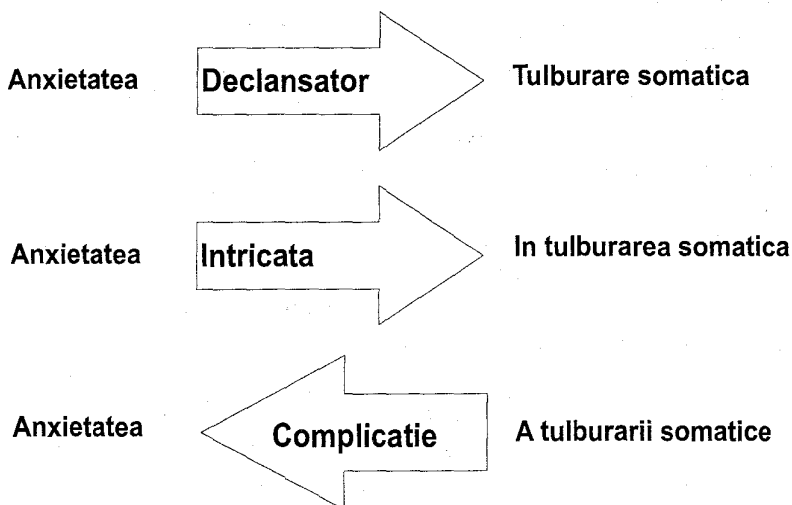 Anxietatea Declansator Tulburare somatica
Anxietatea Intricata In tulburarea somatica
Anxietatea Complicatie A tulburarii somatice